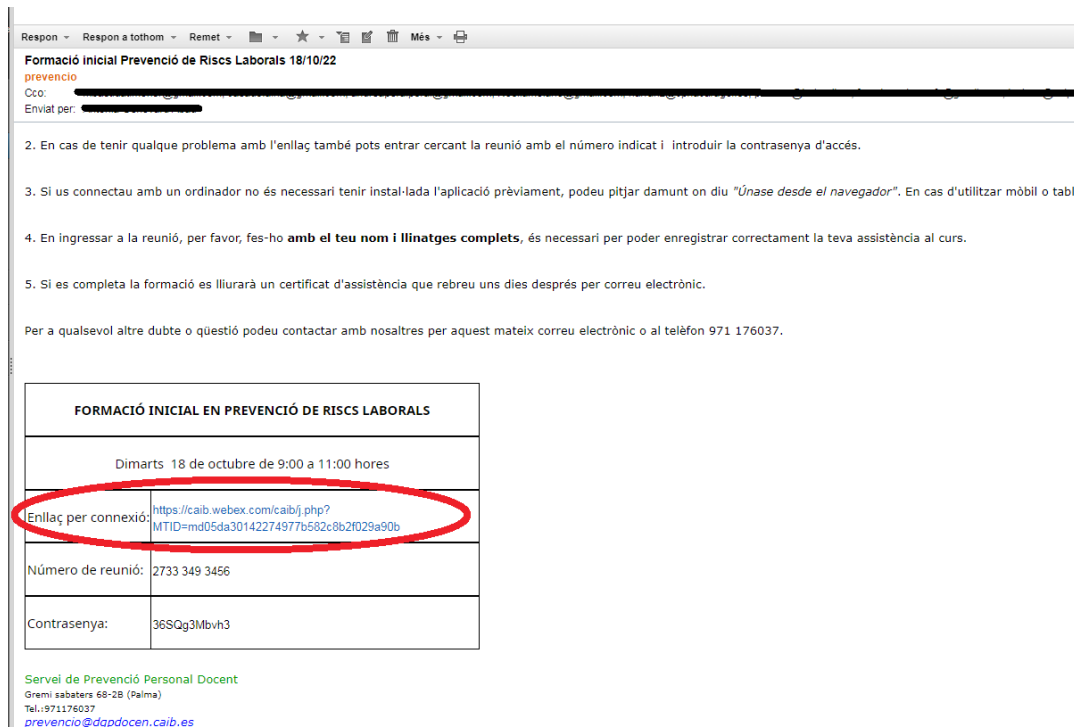 Respon Respon a tothom Remet Més
Formació inicial Prevenció de Riscs Laborals 18/10/22
prevencio
Cco:
Enviat per:
2. En cas de tenir qualque problema amb l'enllaç també pots entrar cercant la reunió amb el número indicat i introduir la contrasenya d'accés.
3. Si us connectau amb un ordinador no és necessari tenir instal·lada l'aplicació prèviament, podeu pitjar damunt on diu "Únase desde el navegador". En cas d'utilitzar mòbil o tabl
4. En ingressar a la reunió, per favor, fes-ho amb el teu nom i llinatges complets, és necessari per poder enregistrar correctament la teva assistència al curs.
5. Si es completa la formació es lliurarà un certificat d'assistència que rebreu uns dies després per correu electrònic.
Per a qualsevol altre dubte o qüestió podeu contactar amb nosaltres per aquest mateix correu electrònic o al telèfon 971 176037.
FORMACIÓ INICIAL EN PREVENCIÓ DE RISCS LABORALS
Dimarts 18 de octubre de 9:00 a 11:00 hores
Enllaç per connexió: https://caib.webex.com/caib/j.php?
MTID=md05da30142274977b582c8b2f029a90b
Número de reunió: 2733 349 3456
Contrasenya: 36SQg3Mbvh3
Servei de Prevenció Personal Docent
Gremi sabaters 68-2B (Palma)
Tel.:971176037
prevencio@dgpdocen.caib.es